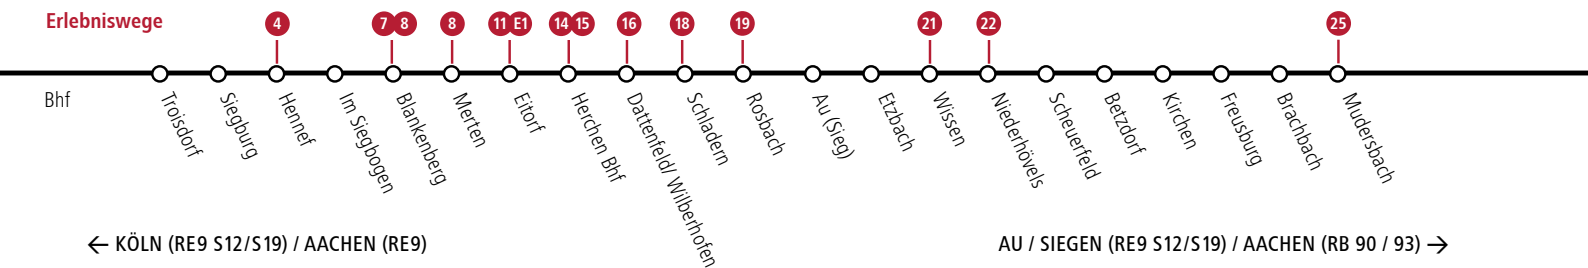 Erlebniswege 4 7 8 8 11 E1 14 15 16 18 19 21 22 25
Bhf
Troisdorf
Siegburg
Hennef
Im Siegbogen
Blankenberg
Merten
Eitorf
Herchen Bhf
Dattenfeld/ Wilberhofen
Schladern
Rosbach
Au (Sieg)
Etzbach
Wissen
Niederhövels
Scheuerfeld
Betzdorf
Kirchen
Freusburg
Brachbach
Mudersbach
← KÖLN (RE9 S12/S19) / AACHEN (RE9)
AU / SIEGEN (RE9 S12/S19) / AACHEN (RB 90 / 93) →